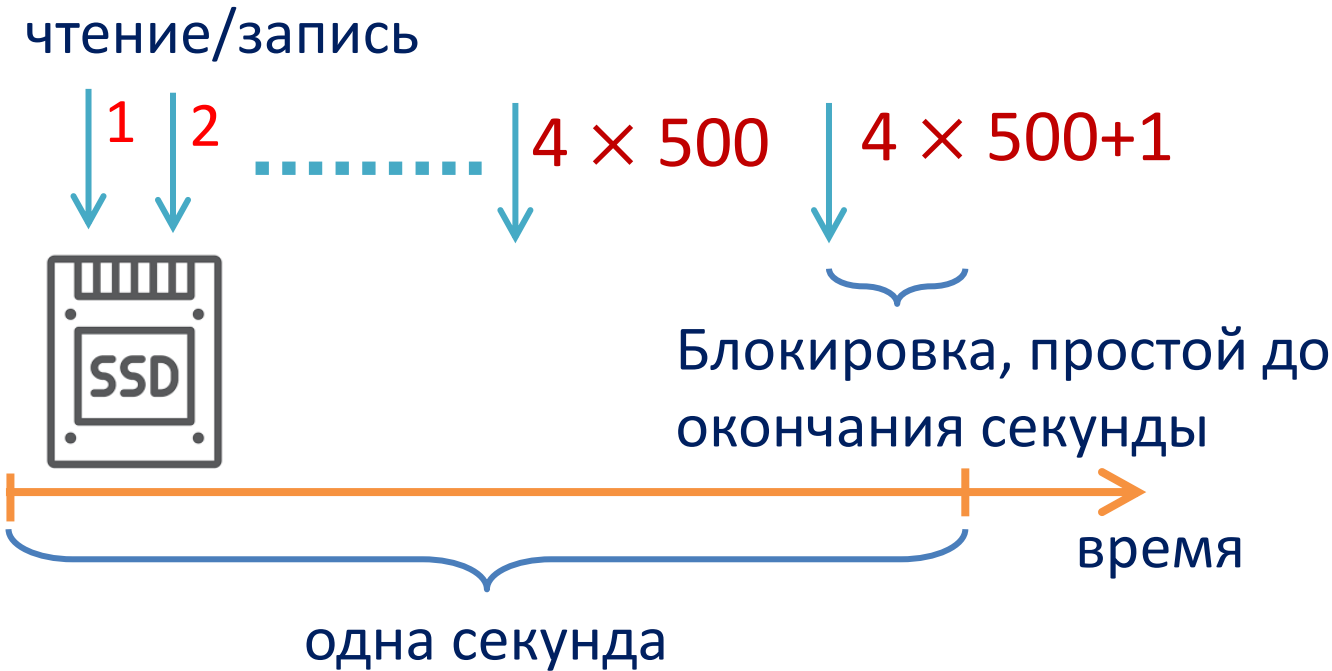 чтение/запись
1 2 4 × 500 4 × 500+1
SSD
Блокировка, простой до
окончания секунды
время
одна секунда